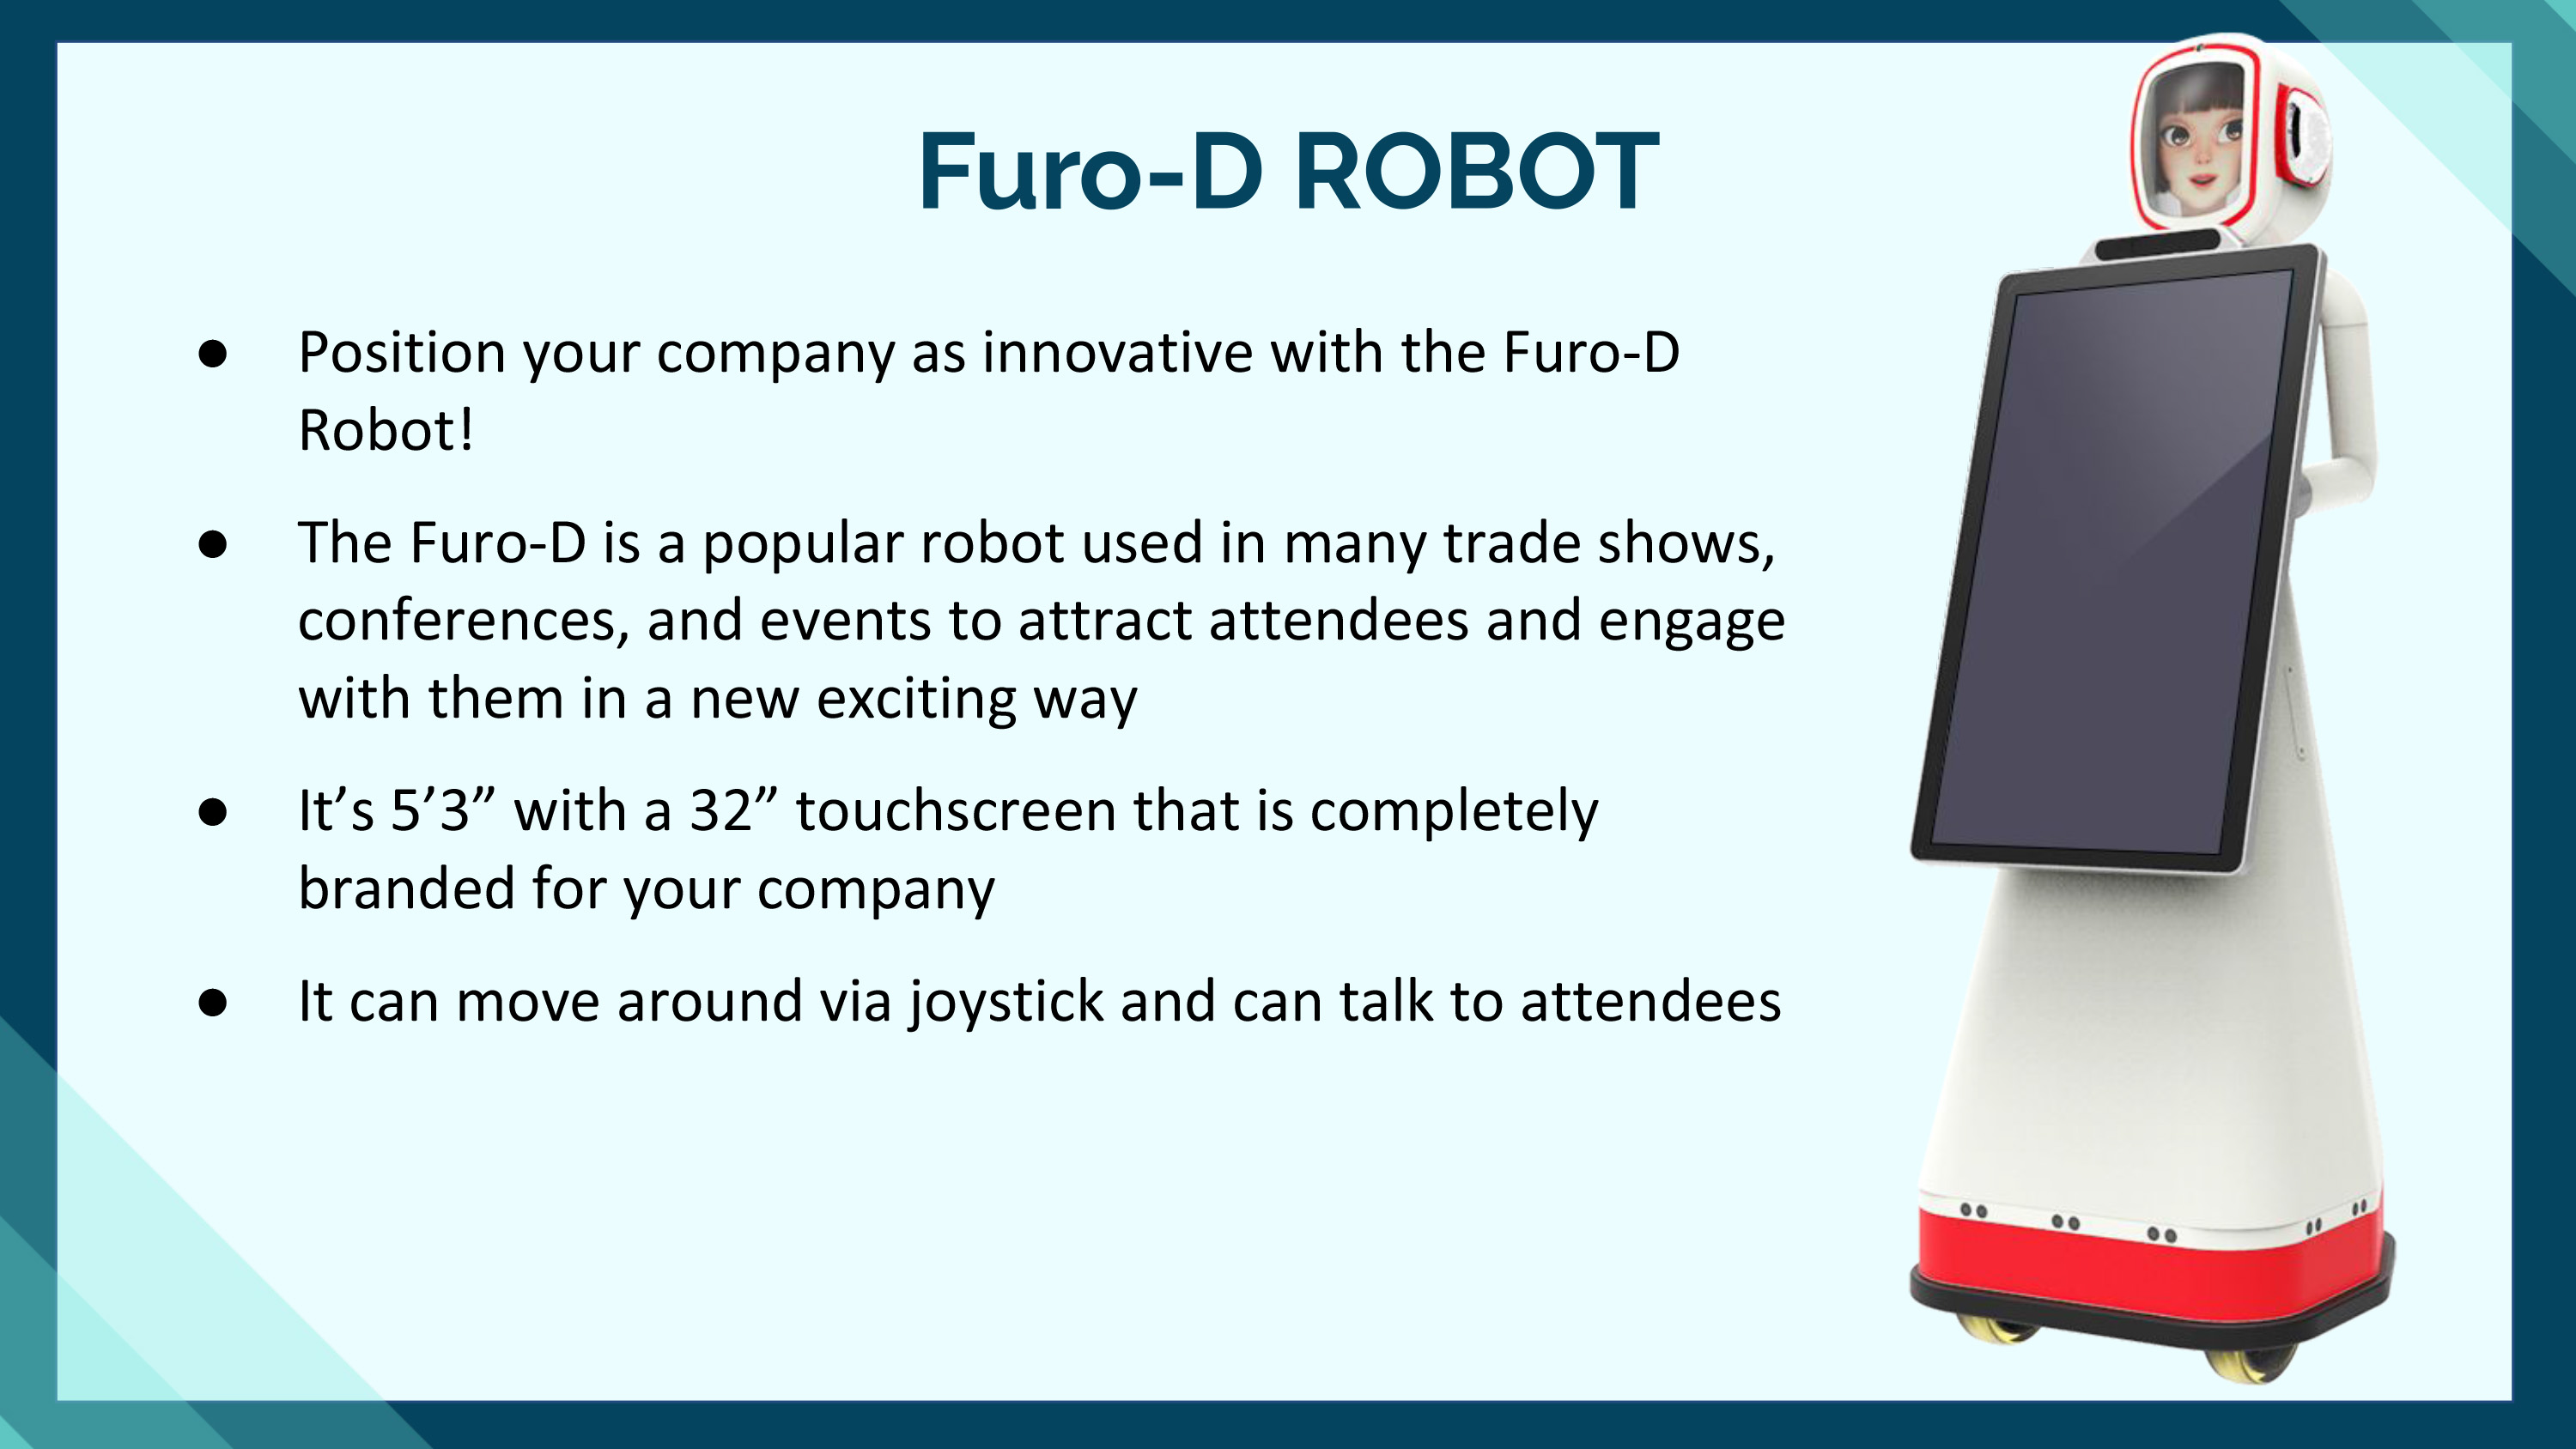 Furo-D ROBOT
● Position your company as innovative with the Furo-D
Robot!
● The Furo-D is a popular robot used in many trade shows,
conferences, and events to attract attendees and engage
with them in a new exciting way
● It’s 5’3” with a 32” touchscreen that is completely
branded for your company
● It can move around via joystick and can talk to attendees